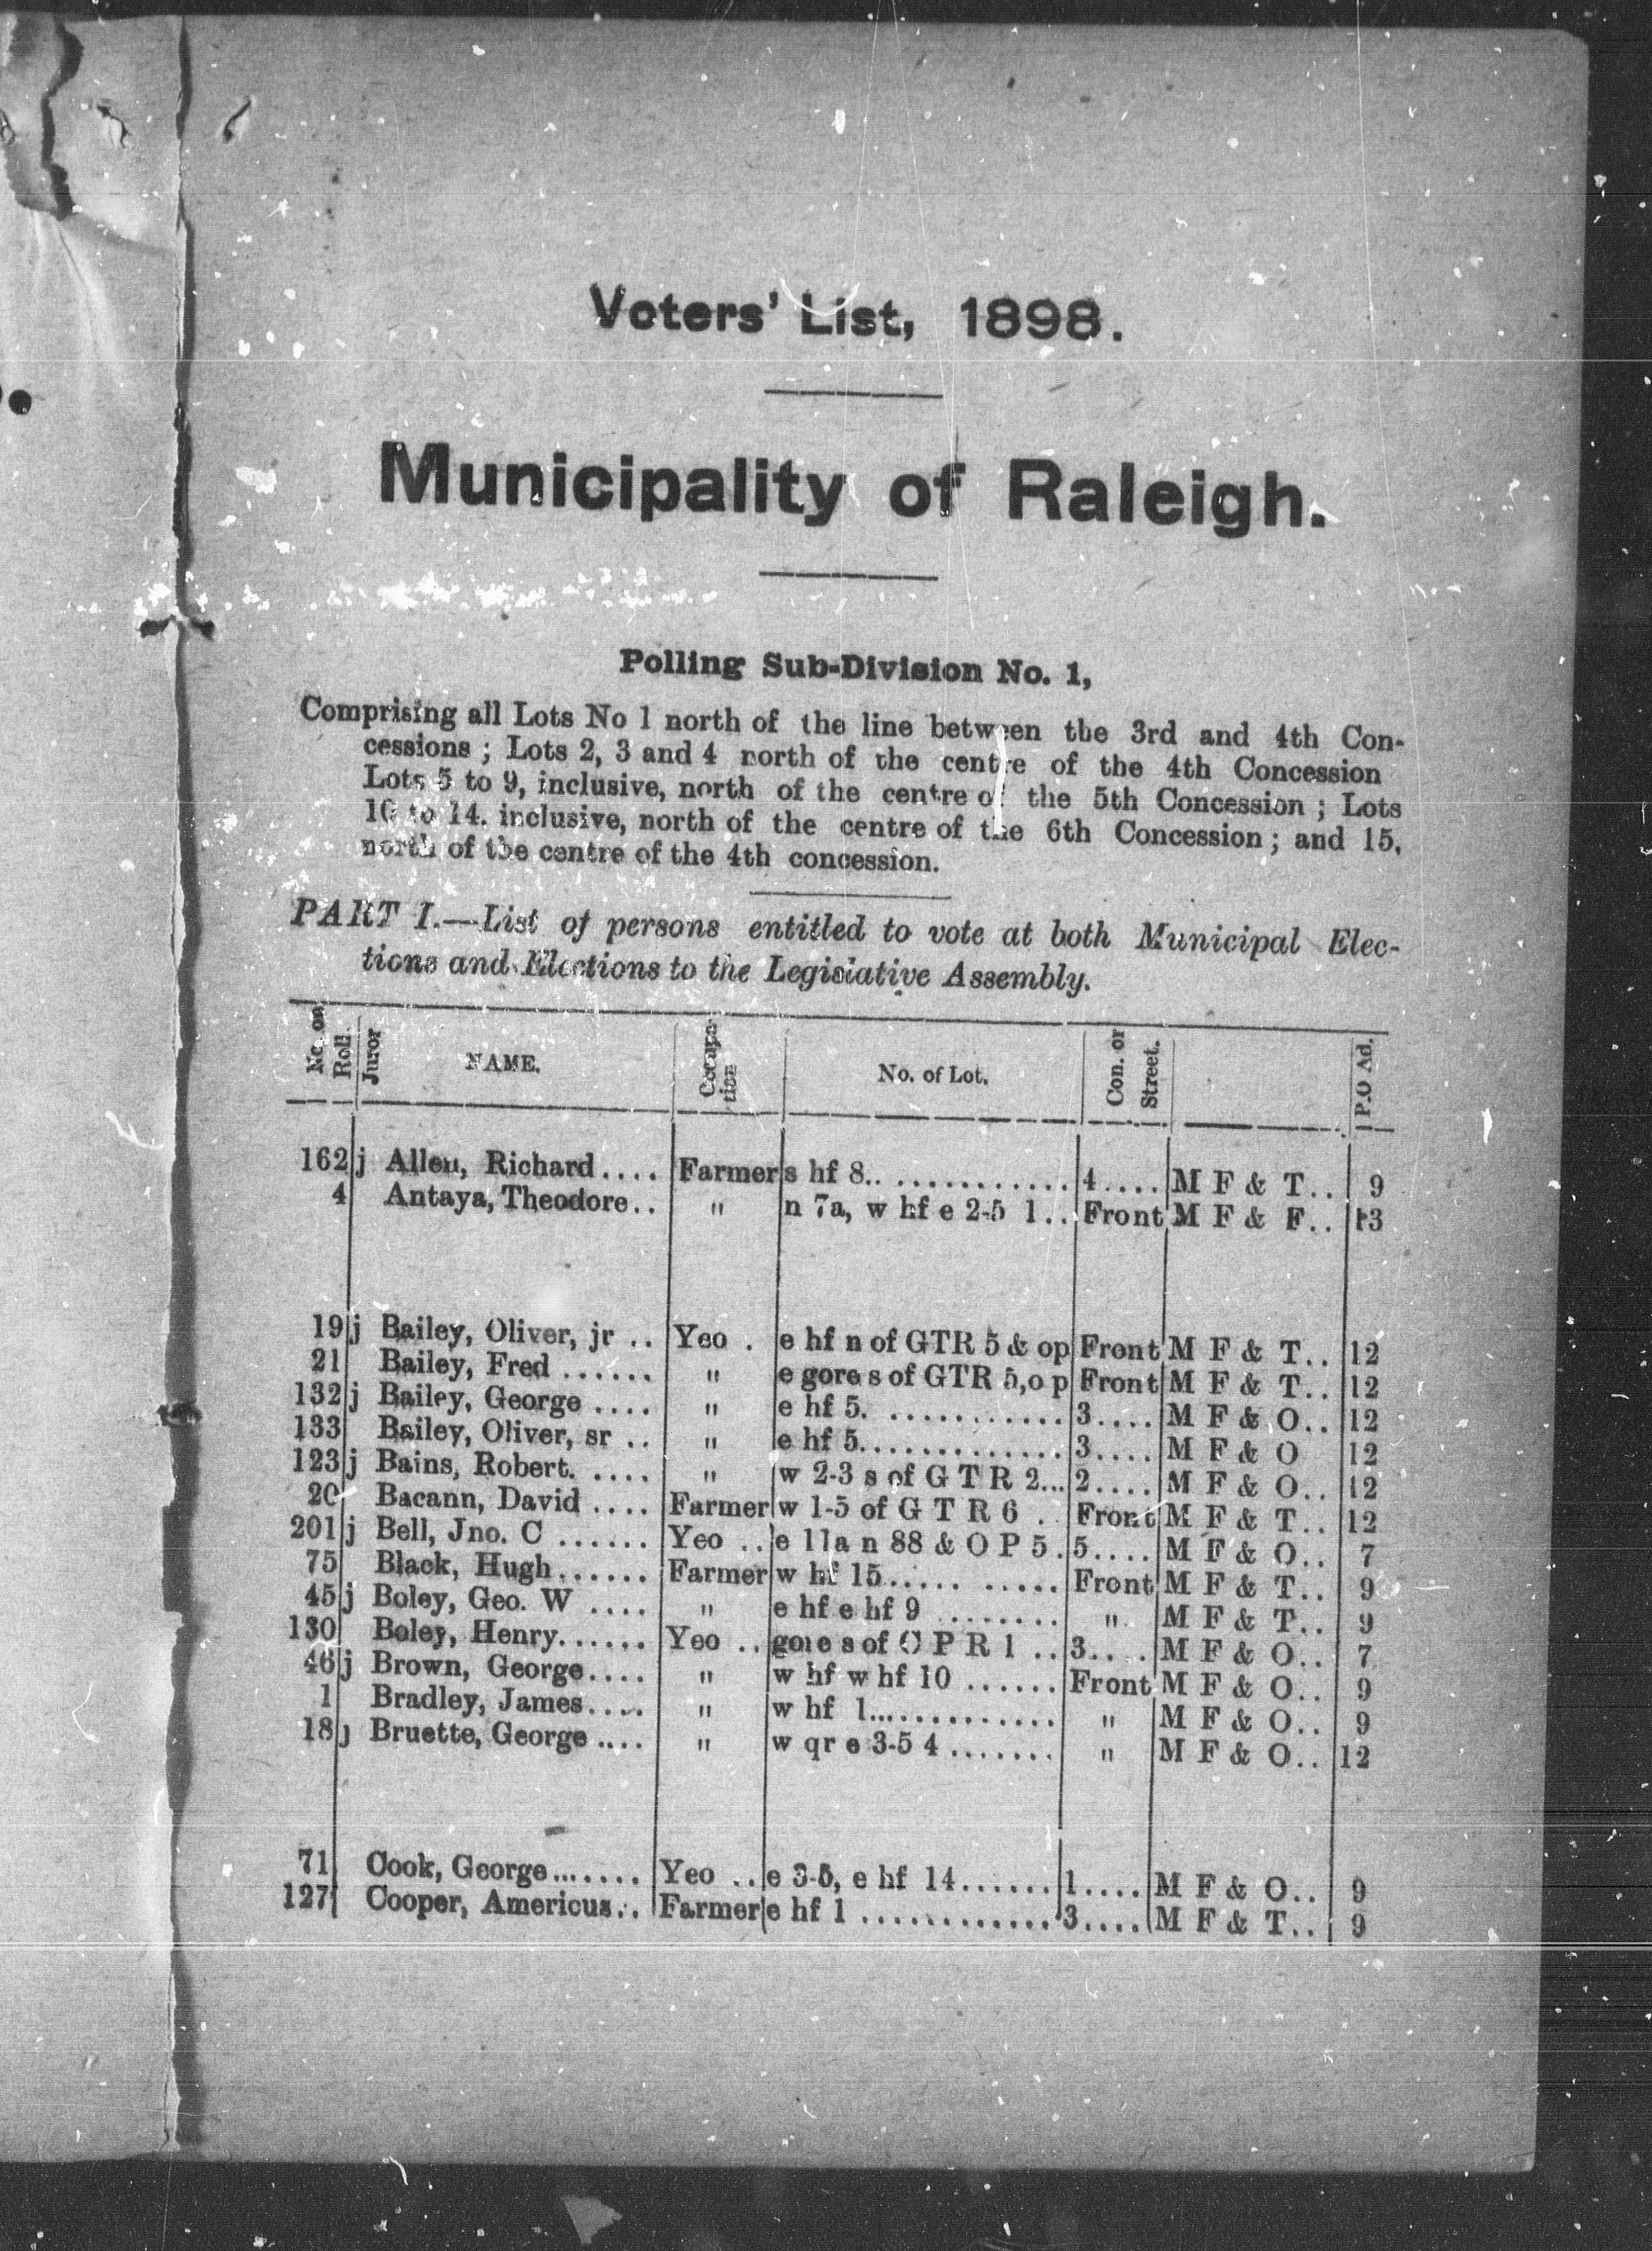 Voters' List, 1898.
Municipality of Raleigh.
Polling Sub-Division No. 1,
Comprising all Lots No 1 north of the line between the 3rd and 4th Con-
cessions ; Lots 2, 3 and 4 north of the centre of the 4th Concession
Lots 5 to 9, inclusive, north of the centre of the 5th Concession ; Lots
10 to 14. inclusive, north of the centre of the 6th Concession ; and 15,
north of the centre of the 4th concession.
PART I.—List of persons entitled to vote at both Municipal Elec-
tions and Elections to the Legislative Assembly.
No. on Roll. Juror NAME. Occupa-tion No. of Lot. Con. or Street. P.O Ad.
162 j Allen, Richard.... Farmer s hf 8.. ............ 4.... M F & T.. 9
4 Antaya, Theodore.. " n 7a, w hf e 2-5 1.. Front M F & F.. 13
19 j Bailey, Oliver, jr .. Yeo . e hf n of GTR 5 & op Front M F & T.. 12
21 Bailey, Fred ...... " e gore s of GTR 5,o p Front M F & T.. 12
132 j Bailey, George .... " e hf 5. ............ 3.... M F & O.. 12
133 Bailey, Oliver, sr .. " e hf 5.............. 3.... M F & O 12
123 j Bains, Robert. .... " w 2-3 s of G T R 2... 2.... M F & O.. 12
20 Bacann, David .... Farmer w 1-5 of G T R 6 . Front M F & T.. 12
201 j Bell, Jno. C ...... Yeo .. e 11a n 88 & O P 5. 5.... M F & O.. 7
75 Black, Hugh...... Farmer w hf 15..... ..... Front M F & T.. 9
45 j Boley, Geo. W .... " e hf e hf 9 ........ " M F & T.. 9
130 Boley, Henry...... Yeo .. gore s of C P R 1 .. 3.... M F & O.. 7
46 j Brown, George.... " w hf w hf 10 ...... Front M F & O.. 9
1 Bradley, James.... " w hf 1.............. " M F & O.. 9
18 j Bruette, George .... " w qr e 3-5 4 ....... " M F & O.. 12
71 Cook, George....... Yeo .. e 3-5, e hf 14...... 1.... M F & O.. 9
127 Cooper, Americus.. Farmer e hf 1 ............. 3.... M F & T.. 9